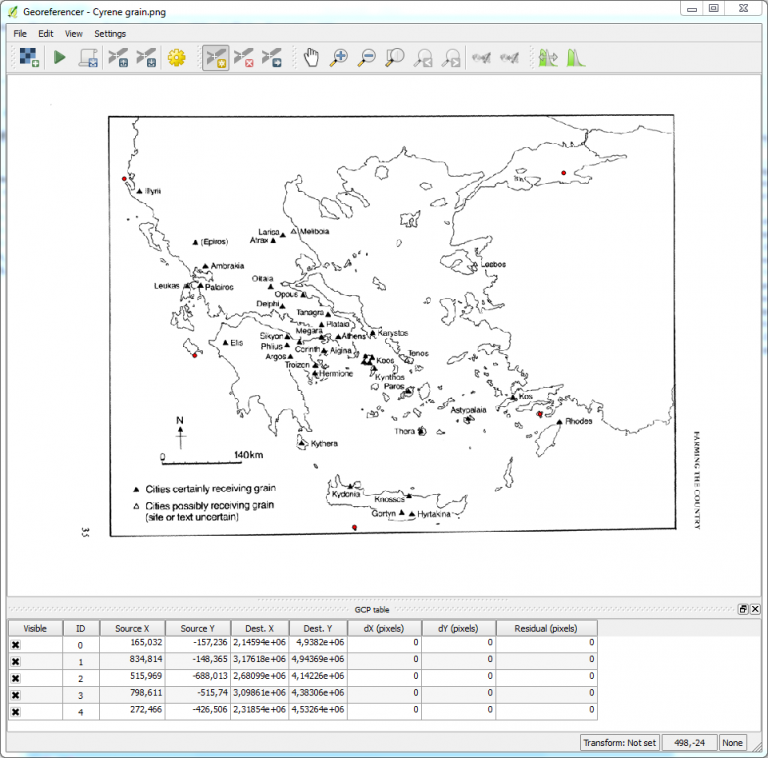 Georeferencer - Cyrene grain.png
File Edit View Settings
Illyria
Larisa Meliboia
Atrax
(Epiros)
Ambrakia
Lesbos
Leukas Palairos
Oitaia
Opous
Delphi
Tanagra
Plataia
Megara
Karystos
Sikyon Athens
Elis
Phlius Corinth Aigina
Argos
Keos
Tenos
Troizen
Hermione
Kythnos
Paros
Kos
Astypalaia
Rhodes
Thera
N
Kythera
0 140km
FARMING THE COUNTRY
Cities certainly receiving grain
Kydonia
Knossos
Cities possibly receiving grain
(site or text uncertain)
Gortyn Hyrtakina
35
GCP table
Visible ID Source X Source Y Dest. X Dest. Y dX (pixels) dY (pixels) Residual (pixels)
0 165,032 -157,236 2,14594e+06 4,9382e+06 0 0 0
1 834,814 -148,365 3,17618e+06 4,94369e+06 0 0 0
2 515,969 -688,013 2,68099e+06 4,14226e+06 0 0 0
3 798,611 -515,74 3,09861e+06 4,38306e+06 0 0 0
4 272,466 -426,506 2,31854e+06 4,53264e+06 0 0 0
Transform: Not set 498,-24 None